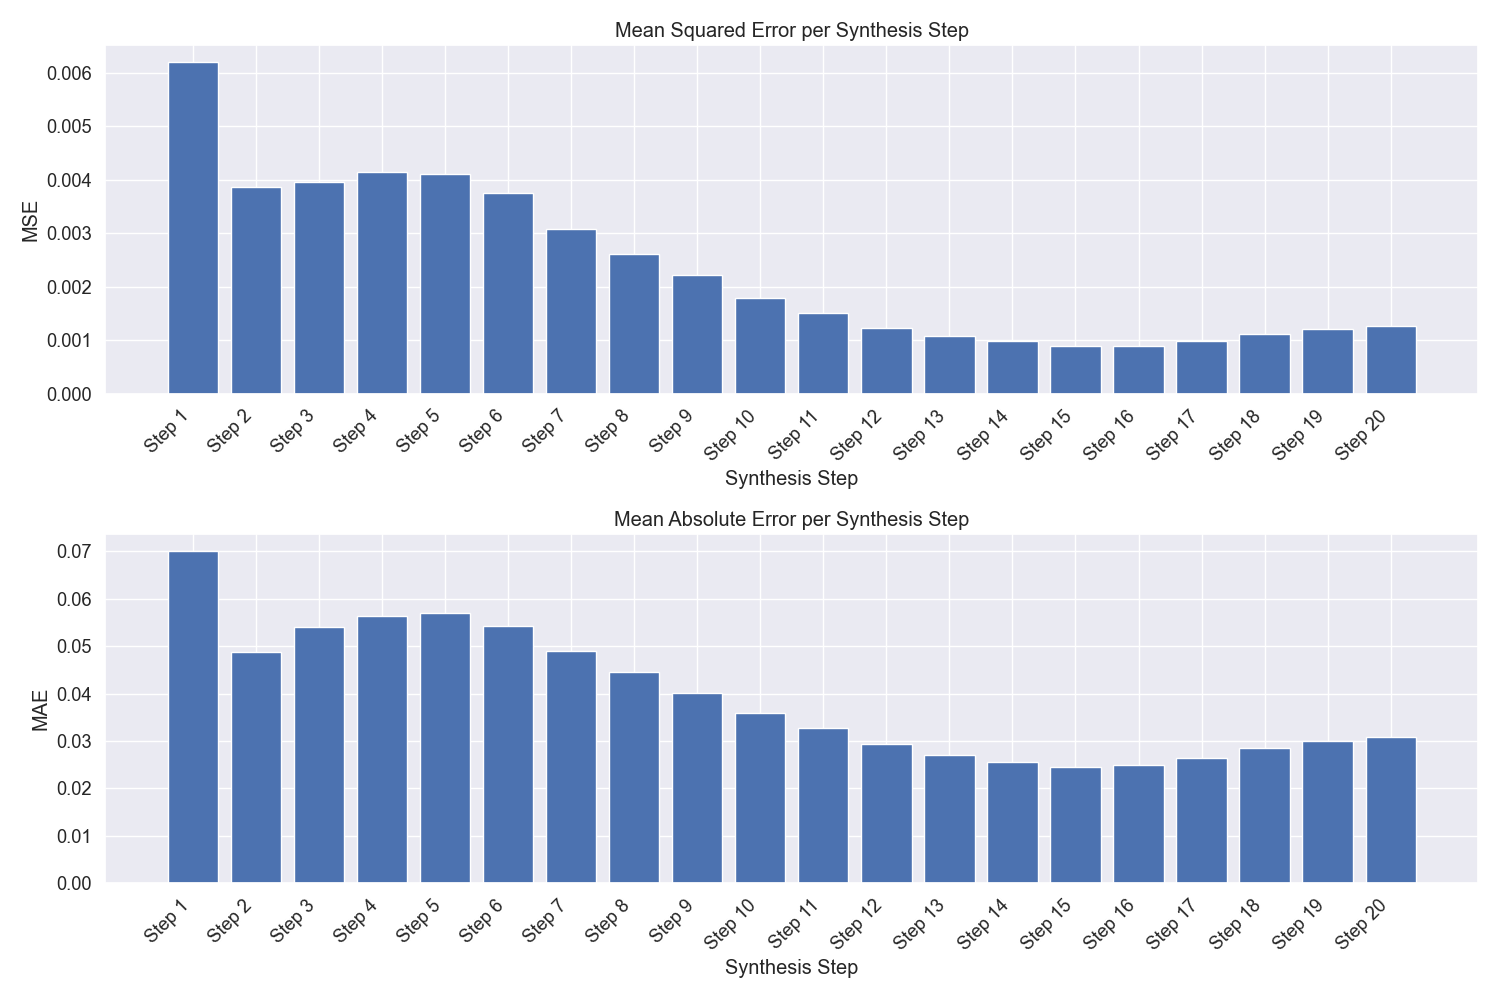 Mean Squared Error per Synthesis Step
0.006
0.005
0.004
0.003
0.002
0.001
0.000
MSE
Step 1
Step 2
Step 3
Step 4
Step 5
Step 6
Step 7
Step 8
Step 9
Step 10
Step 11
Step 12
Step 13
Step 14
Step 15
Step 16
Step 17
Step 18
Step 19
Step 20
Synthesis Step
Mean Absolute Error per Synthesis Step
0.07
0.06
0.05
0.04
0.03
0.02
0.01
0.00
MAE
Step 1
Step 2
Step 3
Step 4
Step 5
Step 6
Step 7
Step 8
Step 9
Step 10
Step 11
Step 12
Step 13
Step 14
Step 15
Step 16
Step 17
Step 18
Step 19
Step 20
Synthesis Step